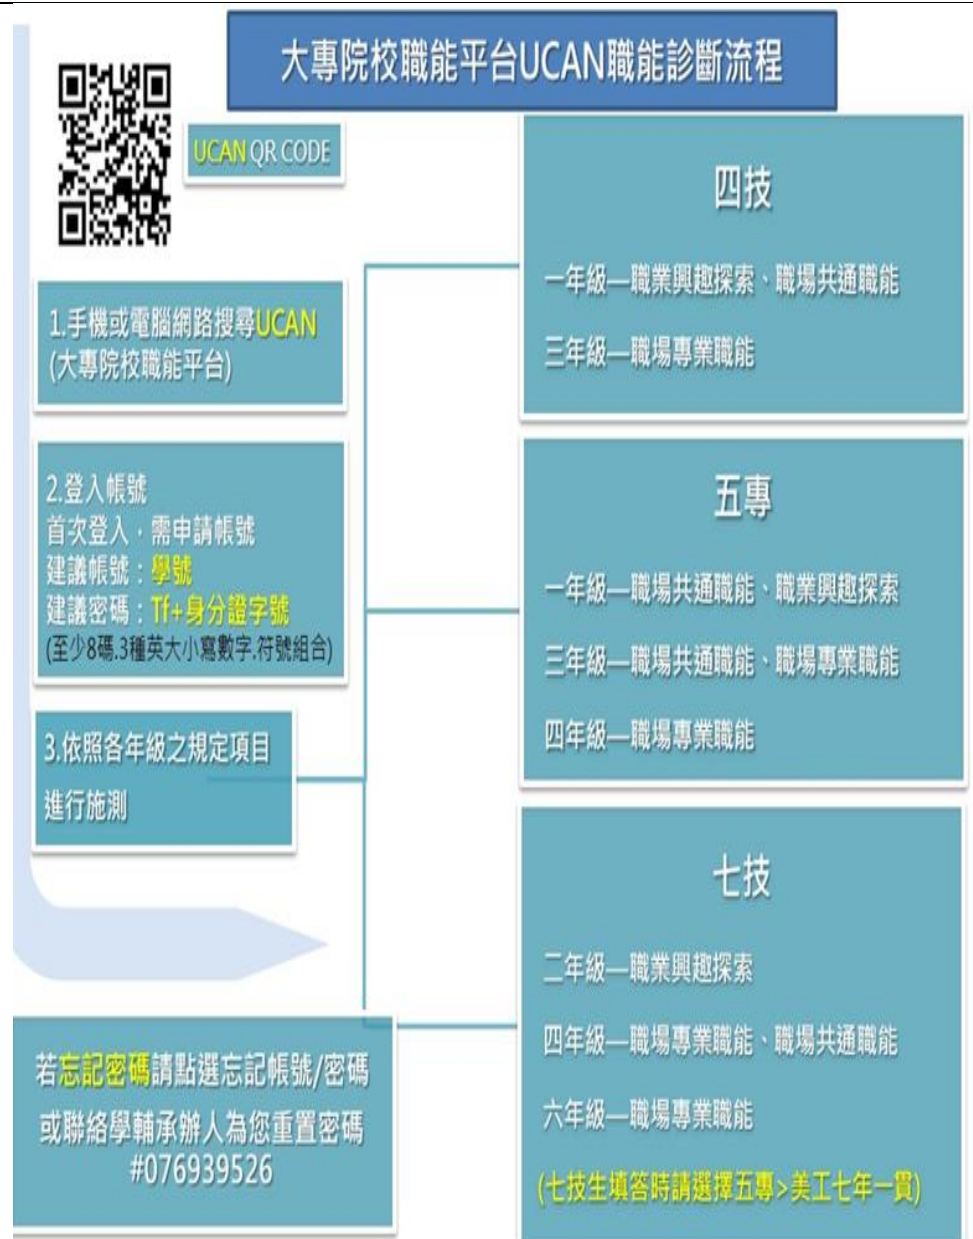 大專院校職能平台UCAN職能診斷流程
UCAN QR CODE
1.手機或電腦網路搜尋UCAN
(大專院校職能平台)
2.登入帳號
首次登入，需申請帳號
建議帳號：學號
建議密碼：Tf+身分證字號
(至少8碼.3種英大小寫數字.符號組合)
3.依照各年級之規定項目
進行施測
若忘記密碼請點選忘記帳號/密碼
或聯絡學輔承辦人為您重置密碼
#076939526
四技
一年級—職業興趣探索、職場共通職能
三年級—職場專業職能
五專
一年級—職場共通職能、職業興趣探索
三年級—職場共通職能、職場專業職能
四年級—職場專業職能
七技
二年級—職業興趣探索
四年級—職場專業職能、職場共通職能
六年級—職場專業職能
(七技生填答時請選擇五專>美工七年一貫)